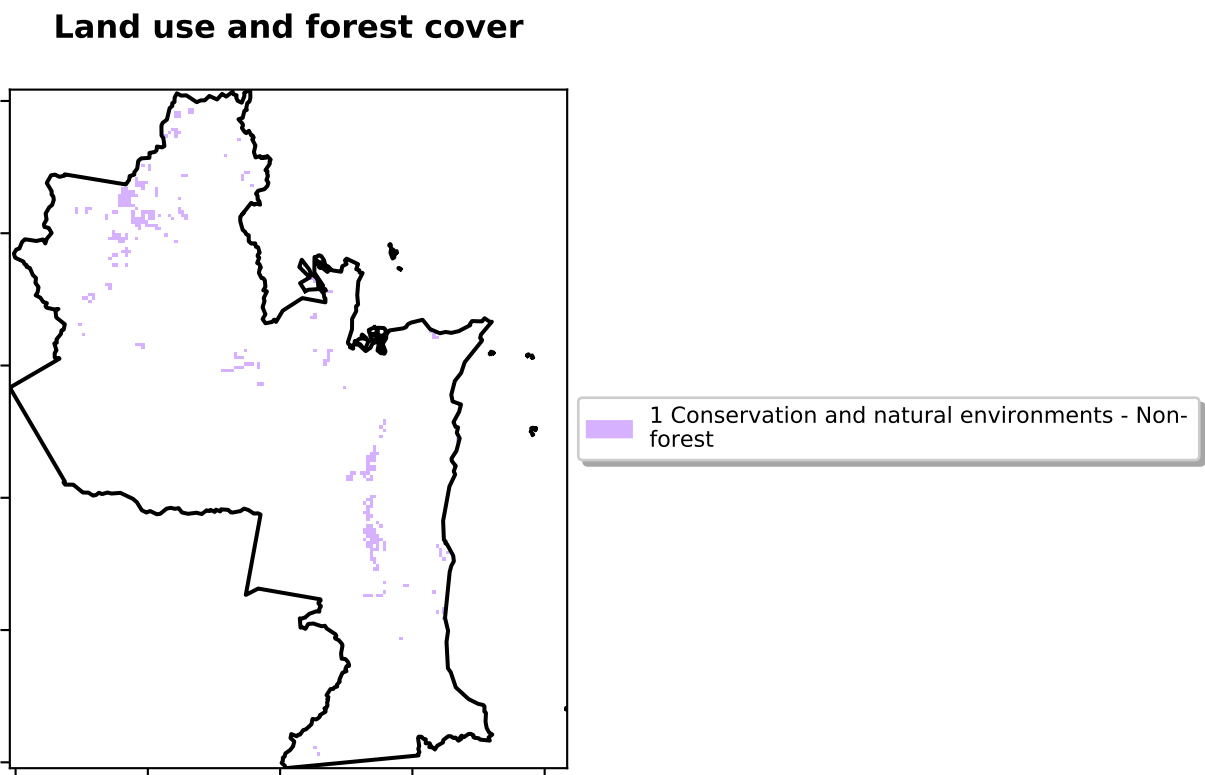 Land use and forest cover
1 Conservation and natural environments - Non-
forest